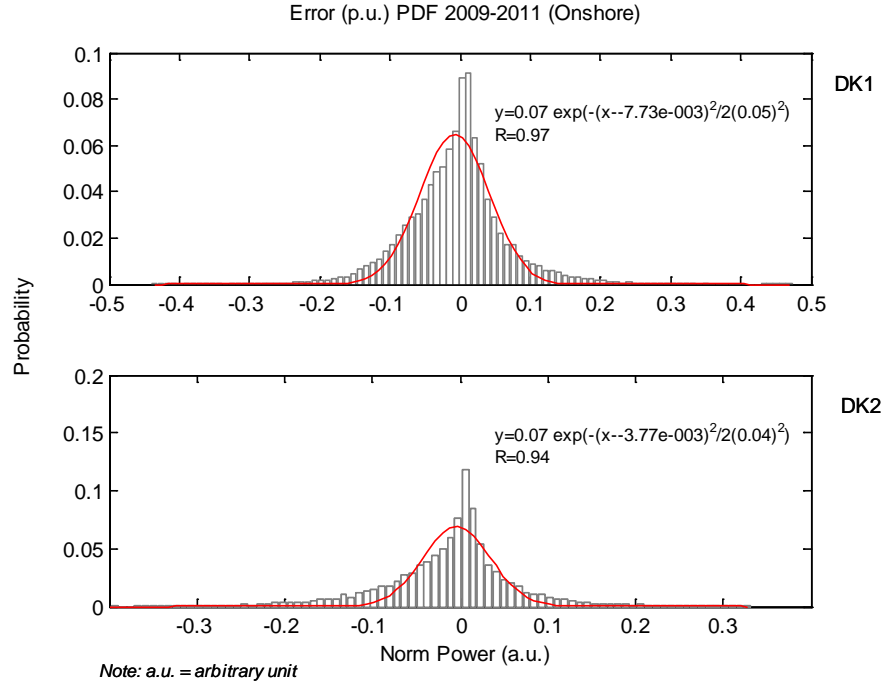 Error (p.u.) PDF 2009-2011 (Onshore)
DK1
0.1
0.08
0.06
0.04
0.02
0
y=0.07 exp(-(x--7.73e-003)²/2(0.05)²)
R=0.97
-0.5 -0.4 -0.3 -0.2 -0.1 0 0.1 0.2 0.3 0.4 0.5
Probability
DK2
0.2
0.15
0.1
0.05
0
y=0.07 exp(-(x--3.77e-003)²/2(0.04)²)
R=0.94
-0.3 -0.2 -0.1 0 0.1 0.2 0.3
Norm Power (a.u.)
Note: a.u. = arbitrary unit